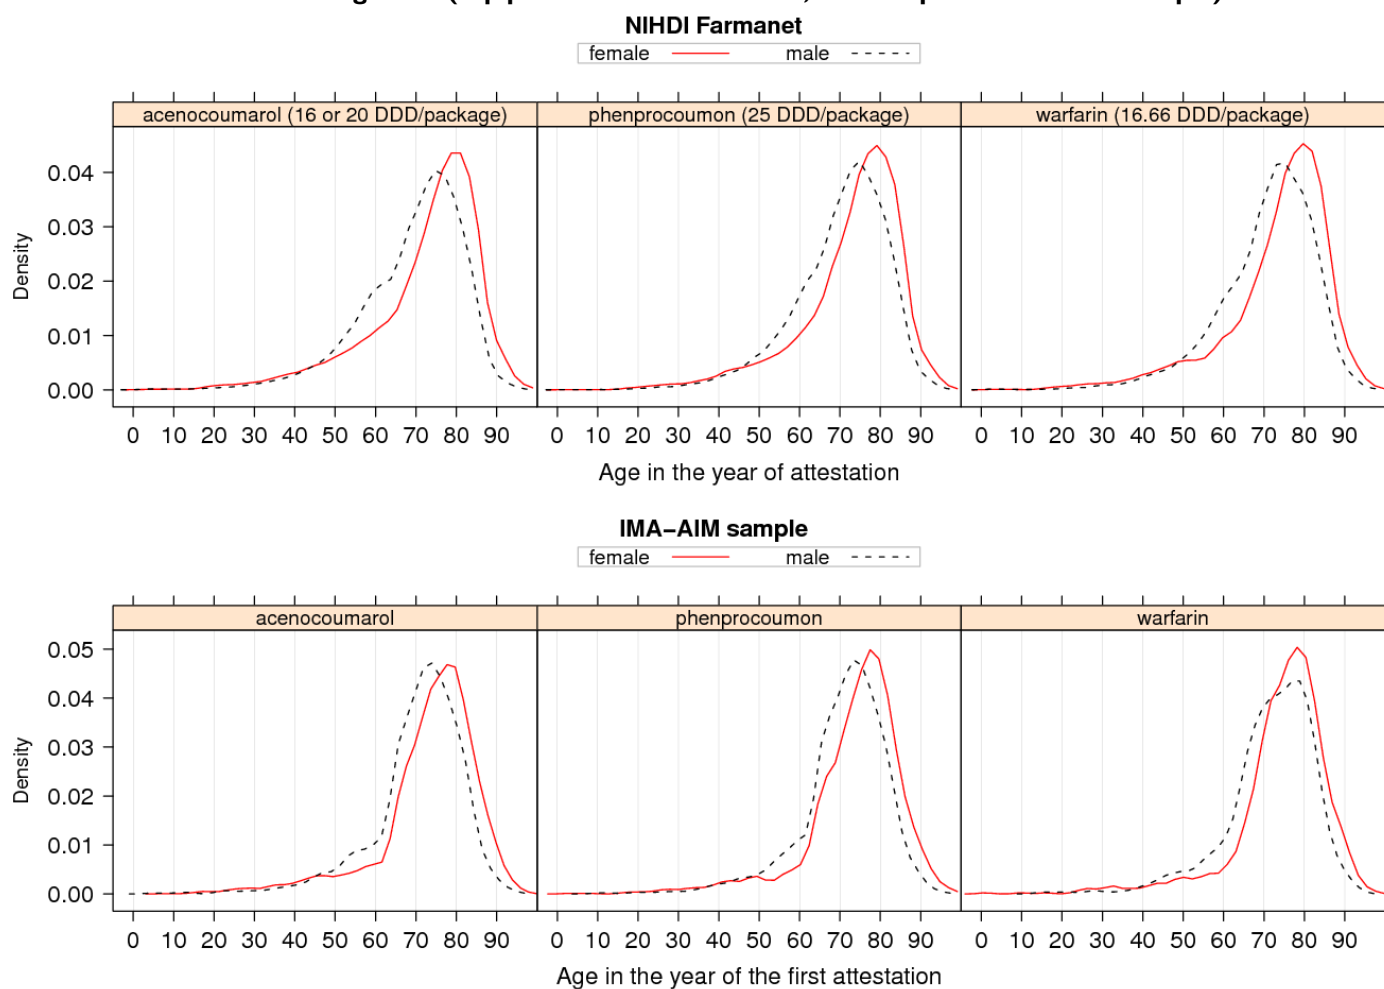 NIHDI Farmanet
female male
acenocoumarol (16 or 20 DDD/package) phenprocoumon (25 DDD/package) warfarin (16.66 DDD/package)
Density
0.04
0.03
0.02
0.01
0.00
0 10 20 30 40 50 60 70 80 90 0 10 20 30 40 50 60 70 80 90 0 10 20 30 40 50 60 70 80 90
Age in the year of attestation
IMA−AIM sample
female male
acenocoumarol phenprocoumon warfarin
Density
0.05
0.04
0.03
0.02
0.01
0.00
0 10 20 30 40 50 60 70 80 90 0 10 20 30 40 50 60 70 80 90 0 10 20 30 40 50 60 70 80 90
Age in the year of the first attestation